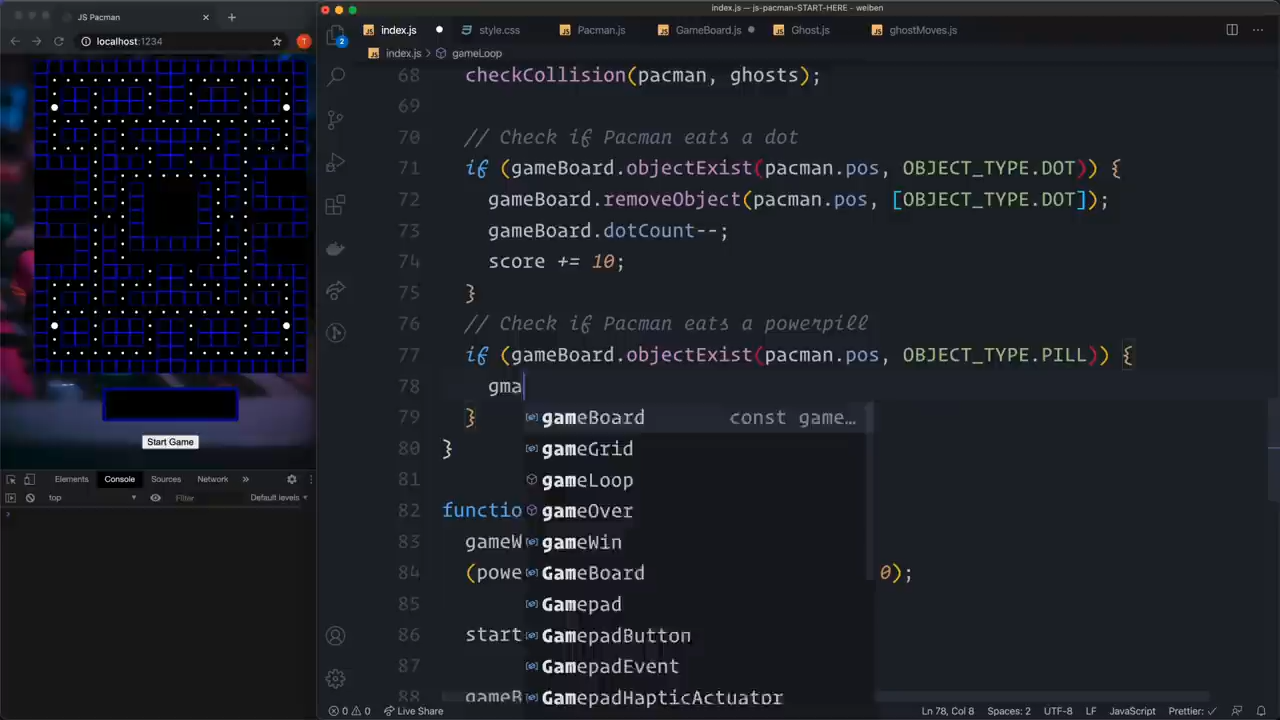 index.js — js-pacman-START-HERE - weiben
JS Pacman
localhost:1234
T
2
index.js
style.css
Pacman.js
GameBoard.js
Ghost.js
ghostMoves.js
index.js > gameLoop
68 checkCollision(pacman, ghosts);
69
70 // Check if Pacman eats a dot
71 if (gameBoard.objectExist(pacman.pos, OBJECT_TYPE.DOT)) {
72 gameBoard.removeObject(pacman.pos, [OBJECT_TYPE.DOT]);
73 gameBoard.dotCount--;
74 score += 10;
75 }
76 // Check if Pacman eats a powerpill
77 if (gameBoard.objectExist(pacman.pos, OBJECT_TYPE.PILL)) {
78 gma
79 }
80 }
81
82 functio
83 gameW
84 (powe 0);
85
86 start
87
88 gameB
gameBoard const game…
gameGrid
gameLoop
gameOver
gameWin
GameBoard
Gamepad
GamepadButton
GamepadEvent
GamepadHapticActuator
Start Game
Elements Console Sources Network »
top Filter Default levels
0 0 Live Share
Ln 78, Col 8 Spaces: 2 UTF-8 LF JavaScript Prettier: ✓